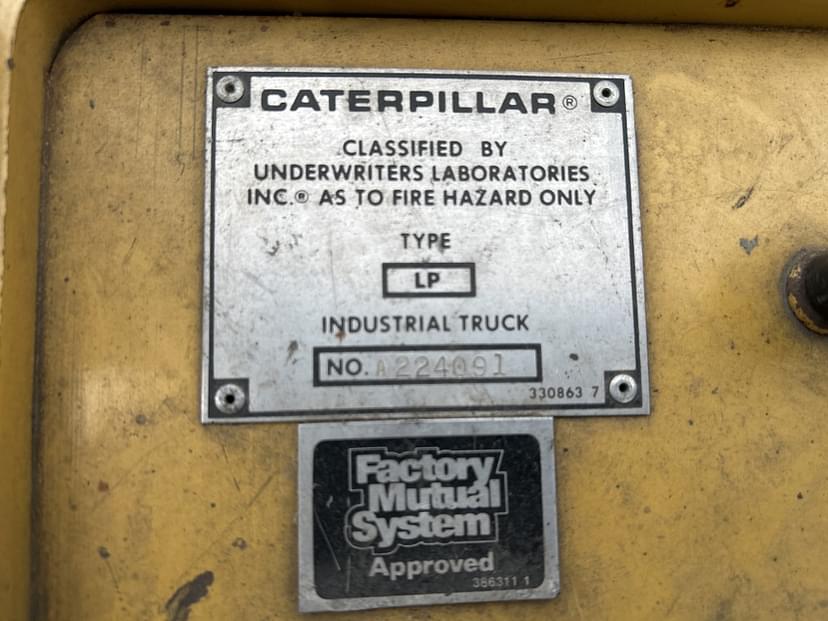 CATERPILLAR®
CLASSIFIED BY
UNDERWRITERS LABORATORIES
INC.® AS TO FIRE HAZARD ONLY
TYPE
LP
INDUSTRIAL TRUCK
NO. A224091
330863 7
Factory
Mutual
System
Approved
386311 1